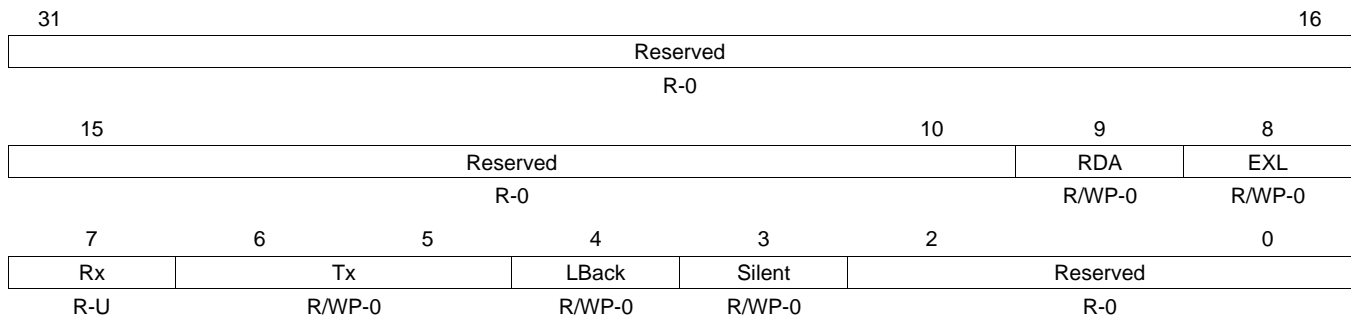 31 16
Reserved
R-0
15 10 9 8
Reserved RDA EXL
R-0 R/WP-0 R/WP-0
7 6 5 4 3 2 0
Rx Tx LBack Silent Reserved
R-U R/WP-0 R/WP-0 R/WP-0 R-0